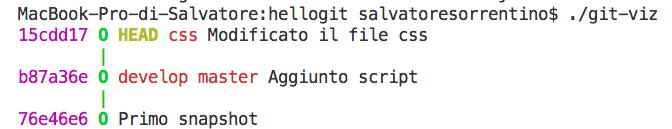 MacBook-Pro-di-Salvatore:hellogit salvatoresorrentino$ ./git-viz
15cdd17 O HEAD css Modificato il file css
|
b87a36e O develop master Aggiunto script
|
76e46e6 O Primo snapshot